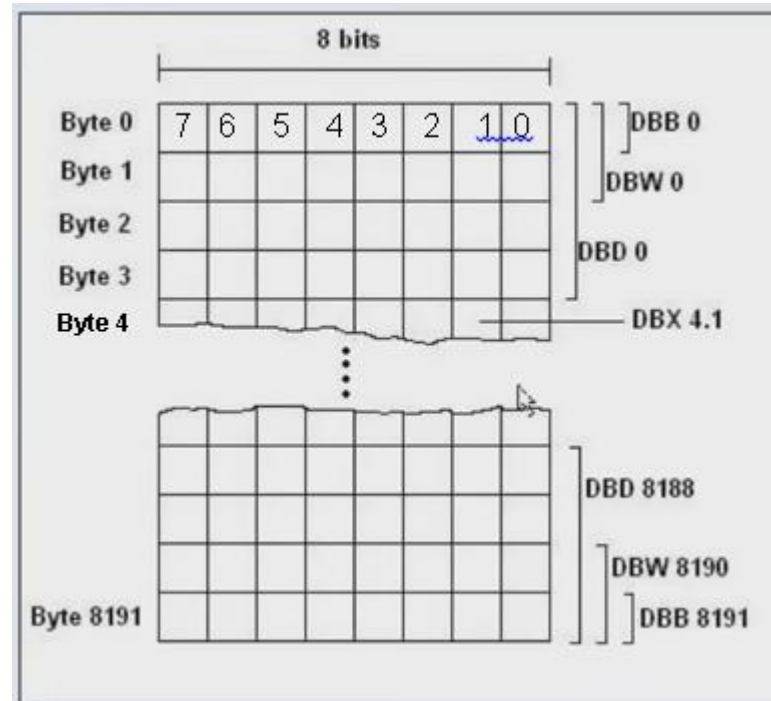 8 bits
Byte 0 7 6 5 4 3 2 1 0 DBB 0
Byte 1 DBW 0
Byte 2
DBD 0
Byte 3
Byte 4 DBX 4.1
DBD 8188
DBW 8190
Byte 8191 DBB 8191